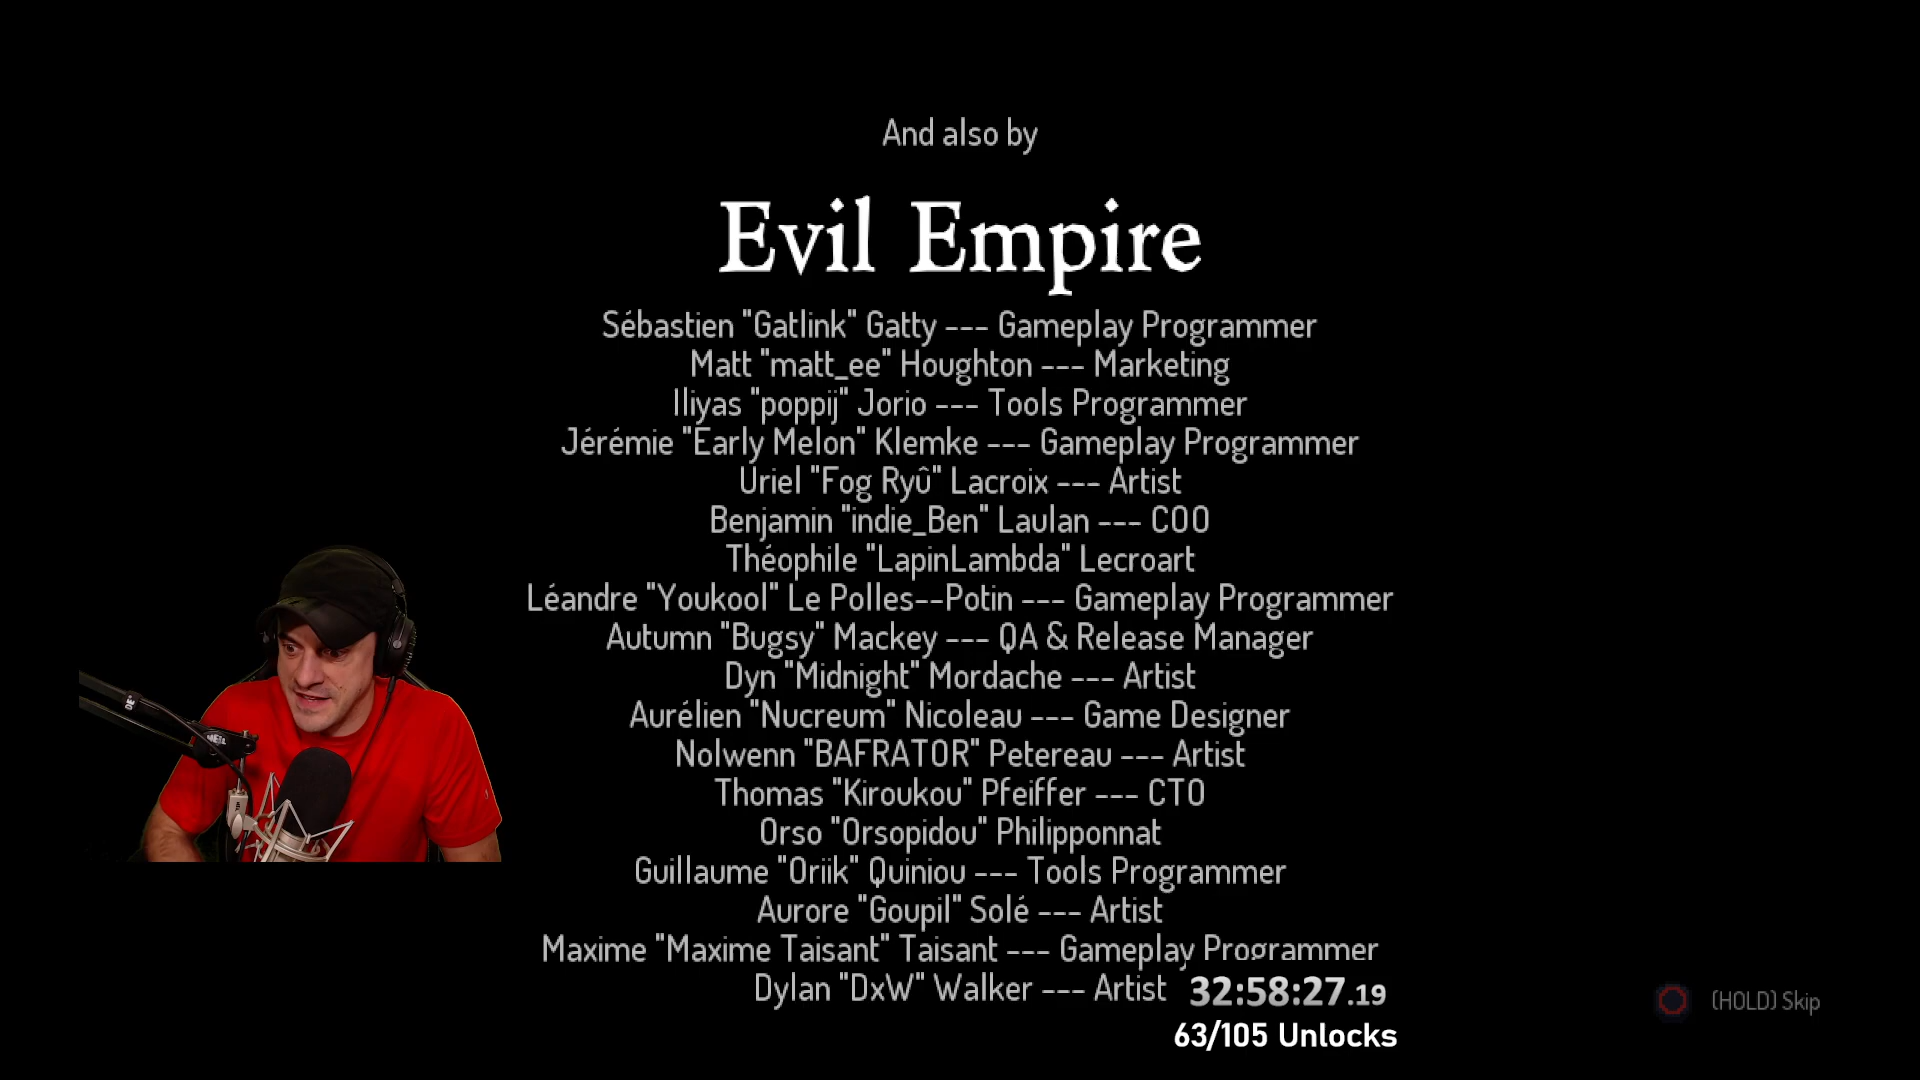 And also by
Evil Empire
Sébastien "Gatlink" Gatty --- Gameplay Programmer
Matt "matt_ee" Houghton --- Marketing
Iliyas "poppij" Jorio --- Tools Programmer
Jérémie "Early Melon" Klemke --- Gameplay Programmer
Uriel "Fog Ryû" Lacroix --- Artist
Benjamin "indie_Ben" Laulan --- COO
Théophile "LapinLambda" Lecroart
Léandre "Youkool" Le Polles--Potin --- Gameplay Programmer
Autumn "Bugsy" Mackey --- QA & Release Manager
Dyn "Midnight" Mordache --- Artist
Aurélien "Nucreum" Nicoleau --- Game Designer
Nolwenn "BAFRATOR" Petereau --- Artist
Thomas "Kiroukou" Pfeiffer --- CTO
Orso "Orsopidou" Philipponnat
Guillaume "Oriik" Quiniou --- Tools Programmer
Aurore "Goupil" Solé --- Artist
Maxime "Maxime Taisant" Taisant --- Gameplay Programmer
Dylan "DxW" Walker --- Artist
32:58:27.19
63/105 Unlocks
(HOLD) Skip